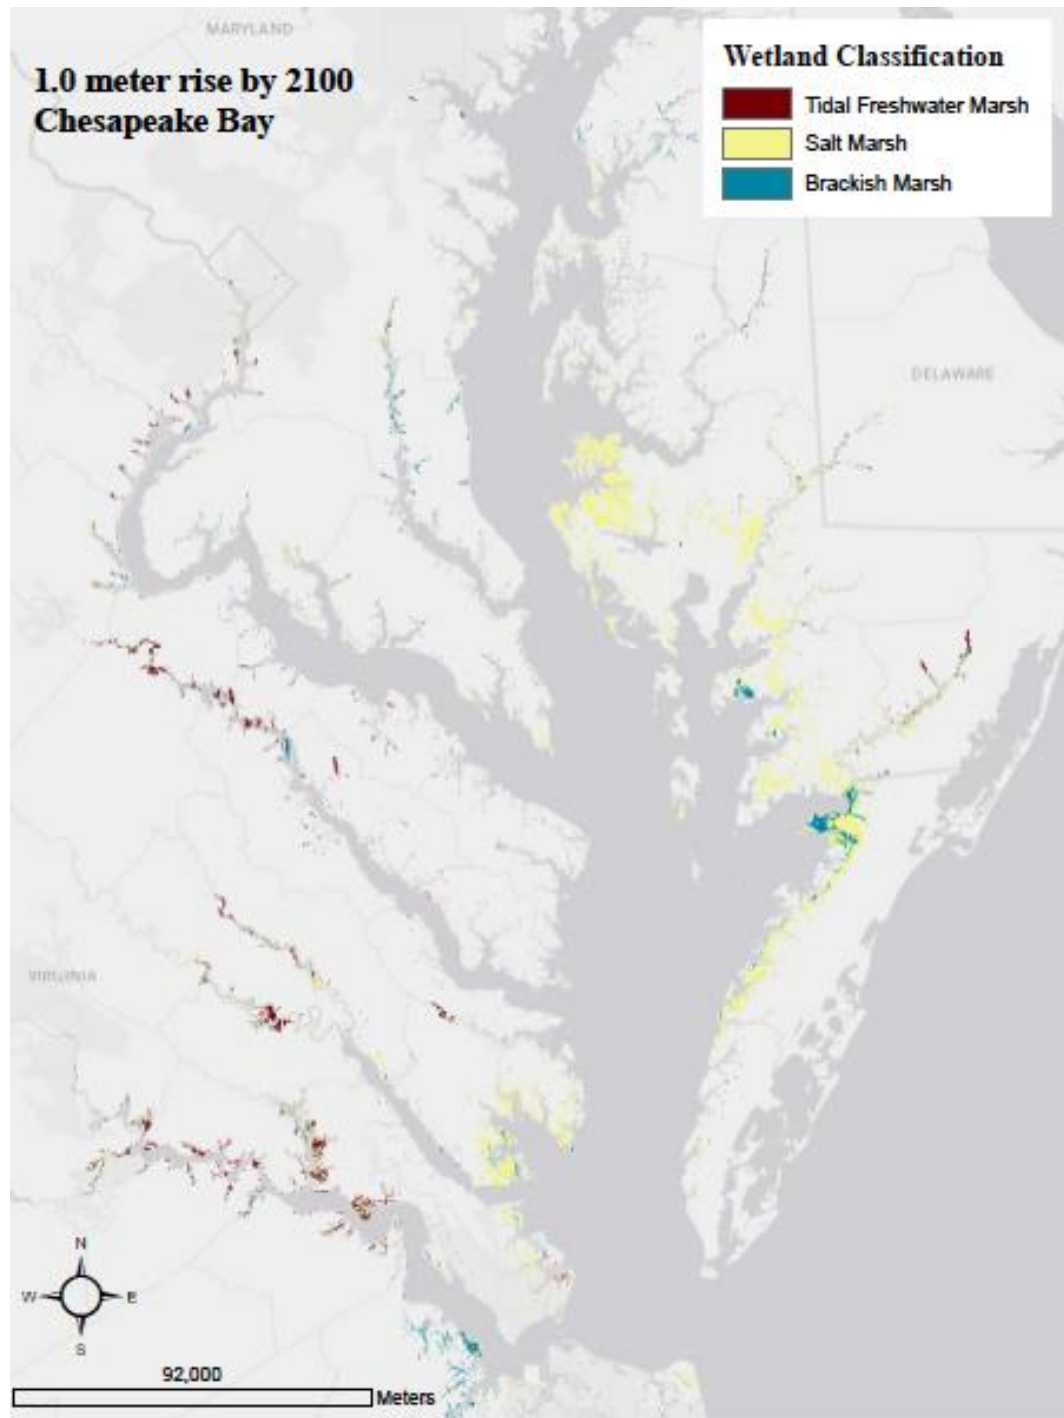 MARYLAND
1.0 meter rise by 2100
Chesapeake Bay
Wetland Classification
Tidal Freshwater Marsh
Salt Marsh
Brackish Marsh
DELAWARE
VIRGINIA
N
W
E
S
92,000
Meters